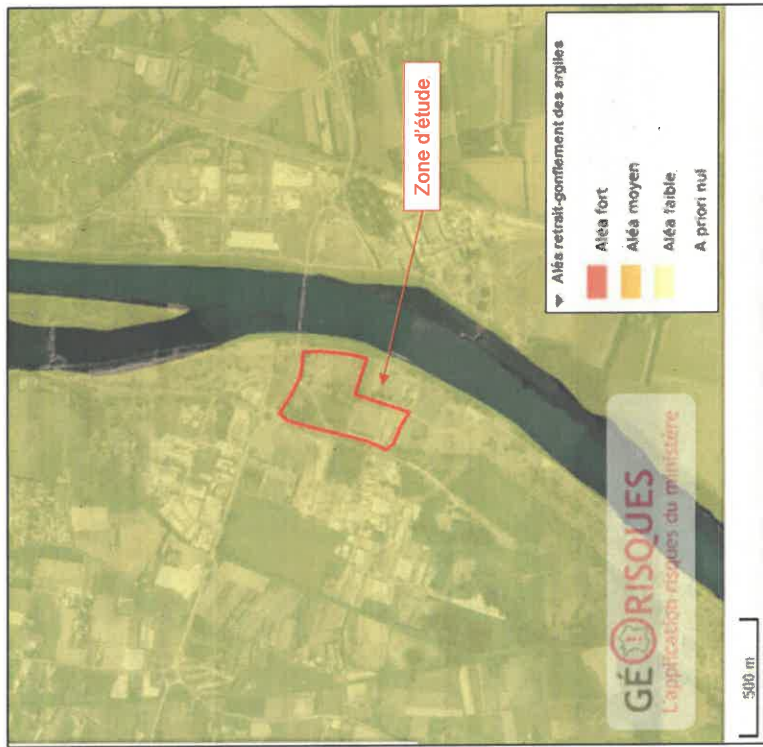 Zone d'étude
▼ Aléa retrait-gonflement des argiles
Aléa fort
Aléa moyen
Aléa faible
A priori nul
GÉORISQUES
L'application risques du ministère
500 m